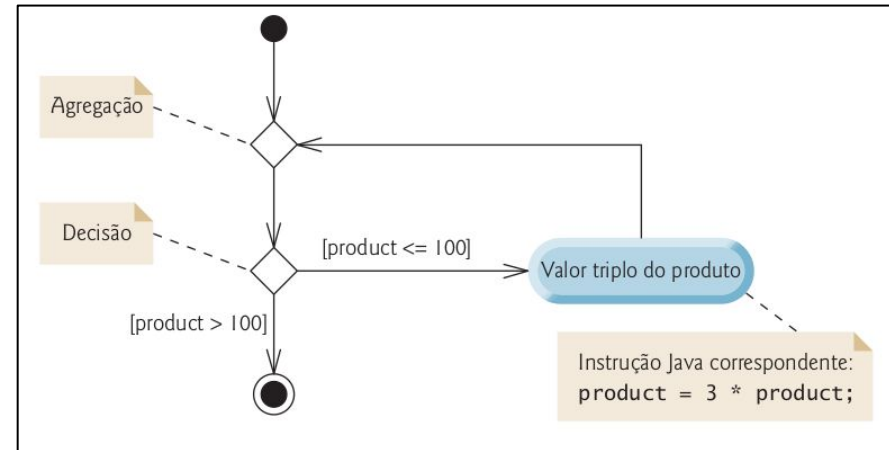 Agregação
Decisão
[product <= 100]
Valor triplo do produto
[product > 100]
Instrução Java correspondente:
product = 3 * product;